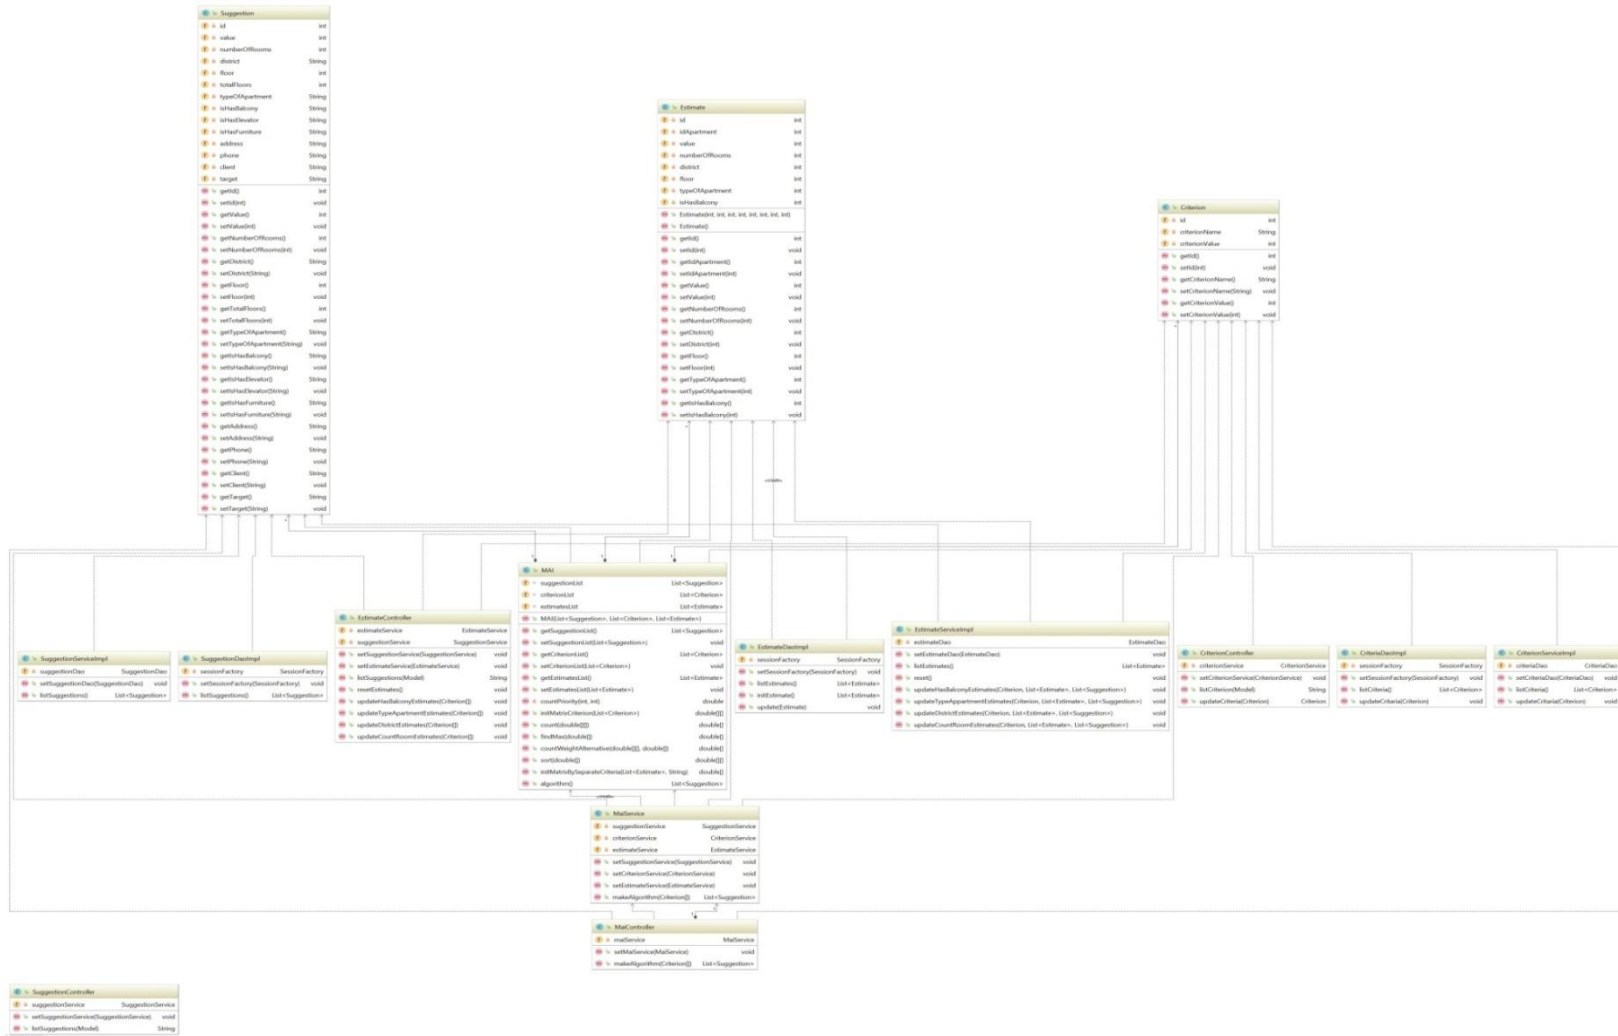 Suggestion
id int
value int
numberOfRooms int
district String
floor int
totalFloors int
typeOfApartment String
isHasBalcony String
isHasElevator String
isHasFurniture String
address String
phone String
client String
target String
getId() int
setId(int) void
getValue() int
setValue(int) void
getNumberOfRooms() int
setNumberOfRooms(int) void
getDistrict() String
setDistrict(String) void
getFloor() int
setFloor(int) void
getTotalFloors() int
setTotalFloors(int) void
getTypeOfApartment() String
setTypeOfApartment(String) void
getIsHasBalcony() String
setIsHasBalcony(String) void
getIsHasElevator() String
setIsHasElevator(String) void
getIsHasFurniture() String
setIsHasFurniture(String) void
getAddress() String
setAddress(String) void
getPhone() String
setPhone(String) void
getClient() String
setClient(String) void
getTarget() String
setTarget(String) void
Estimate
id int
idApartment int
value int
numberOfRooms int
district int
floor int
typeOfApartment int
isHasBalcony int
Estimate(int, int, int, int, int, int, int, int)
Estimate()
getId() int
setId(int) void
getIdApartment() int
setIdApartment(int) void
getValue() int
setValue(int) void
getNumberOfRooms() int
setNumberOfRooms(int) void
getDistrict() int
setDistrict(int) void
getFloor() int
setFloor(int) void
getTypeOfApartment() int
setTypeOfApartment(int) void
getIsHasBalcony() int
setIsHasBalcony(int) void
Criterion
id int
criterionName String
criterionValue int
getId() int
setId(int) void
getCriterionName() String
setCriterionName(String) void
getCriterionValue() int
setCriterionValue(int) void
«create»
SuggestionServiceImpl
suggestionDao SuggestionDao
setSuggestionDao(SuggestionDao) void
listSuggestions() List<Suggestion>
SuggestionDaoImpl
sessionFactory SessionFactory
setSessionFactory(SessionFactory) void
listSuggestions() List<Suggestion>
EstimateController
estimateService EstimateService
suggestionService SuggestionService
setSuggestionService(SuggestionService) void
setEstimateService(EstimateService) void
listSuggestions(Model) String
resetEstimates() void
updateHasBalconyEstimates(Criterion[]) void
updateTypeApartmentEstimates(Criterion[]) void
updateDistrictEstimates(Criterion[]) void
updateCountRoomEstimates(Criterion[]) void
MAI
suggestionList List<Suggestion>
criterionList List<Criterion>
estimatesList List<Estimate>
MAI(List<Suggestion>, List<Criterion>, List<Estimate>)
getSuggestionList() List<Suggestion>
setSuggestionList(List<Suggestion>) void
getCriterionList() List<Criterion>
setCriterionList(List<Criterion>) void
getEstimatesList() List<Estimate>
setEstimatesList(List<Estimate>) void
countPriority(int, int) double
initMatrixCriterion(List<Criterion>) double[][]
count(double[][]) double[]
findMax(double[]) double[]
countWeightAlternative(double[][], double[]) double[]
sort(double[]) double[][]
initMatrixBySeparateCriteria(List<Estimate>, String) double[]
algorithm() List<Suggestion>
EstimateDaoImpl
sessionFactory SessionFactory
setSessionFactory(SessionFactory) void
listEstimates() List<Estimate>
initEstimate() List<Estimate>
update(Estimate) void
EstimateServiceImpl
estimateDao EstimateDao
setEstimateDao(EstimateDao) void
listEstimates() List<Estimate>
reset() void
updateHasBalconyEstimates(Criterion, List<Estimate>, List<Suggestion>) void
updateTypeAppartmentEstimates(Criterion, List<Estimate>, List<Suggestion>) void
updateDistrictEstimates(Criterion, List<Estimate>, List<Suggestion>) void
updateCountRoomEstimates(Criterion, List<Estimate>, List<Suggestion>) void
CriterionController
criterionService CriterionService
setCriterionService(CriterionService) void
listCriterion(Model) String
updateCriteria(Criterion) Criterion
CriteriaDaoImpl
sessionFactory SessionFactory
setSessionFactory(SessionFactory) void
listCriteria() List<Criterion>
updateCritaria(Criterion) void
CriterionServiceImpl
criteriaDao CriteriaDao
setCriteriaDao(CriteriaDao) void
listCriteria() List<Criterion>
updateCriteria(Criterion) void
«create»
MaiService
suggestionService SuggestionService
criterionService CriterionService
estimateService EstimateService
setSuggestionService(SuggestionService) void
setCriterionService(CriterionService) void
setEstimateService(EstimateService) void
makeAlgorithm(Criterion[]) List<Suggestion>
MaiController
maiService MaiService
setMaiService(MaiService) void
makeAlgorithm(Criterion[]) List<Suggestion>
SuggestionController
suggestionService SuggestionService
setSuggestionService(SuggestionService) void
listSuggestions(Model) String